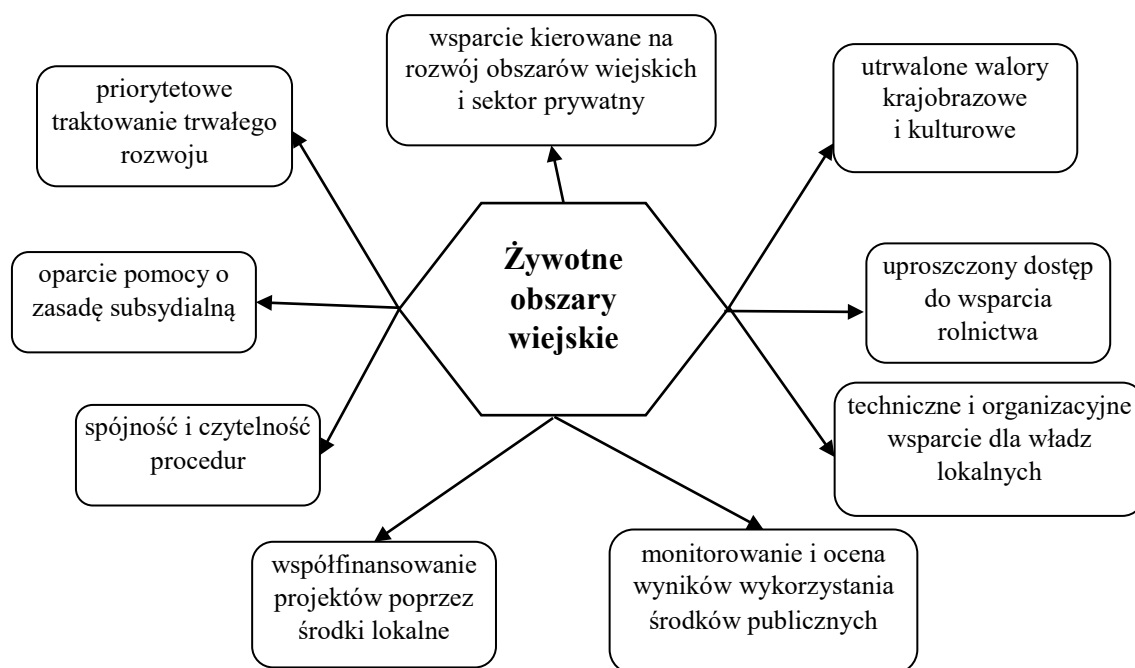 wsparcie kierowane na
rozwój obszarów wiejskich
i sektor prywatny
priorytetowe
traktowanie trwałego
rozwoju
utrwalone walory
krajobrazowe
i kulturowe
Żywotne
obszary
wiejskie
oparcie pomocy o
zasadę subsydialną
uproszczony dostęp
do wsparcia
rolnictwa
spójność i czytelność
procedur
techniczne i organizacyjne
wsparcie dla władz
lokalnych
współfinansowanie
projektów poprzez
środki lokalne
monitorowanie i ocena
wyników wykorzystania
środków publicznych